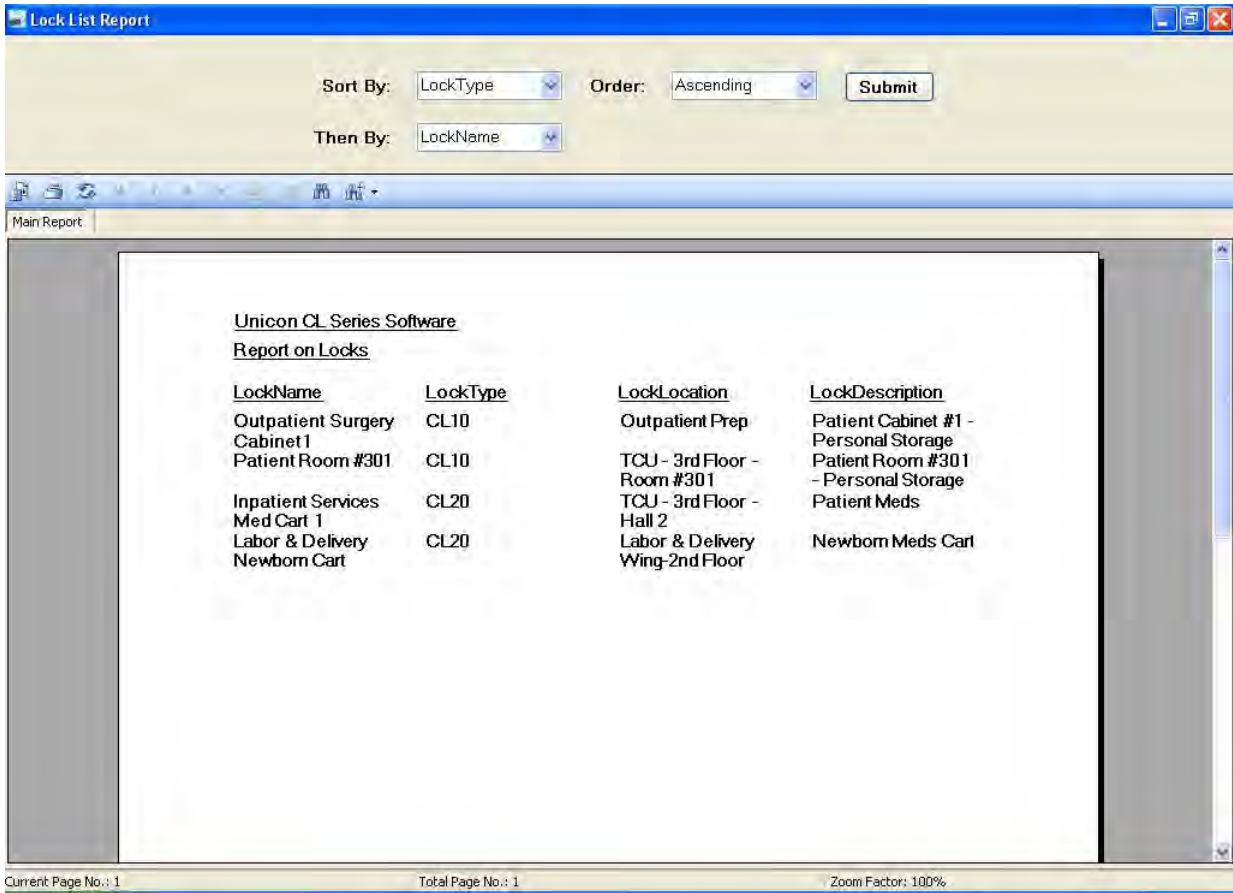 Lock List Report
Sort By: LockType Order: Ascending Submit
Then By: LockName
Main Report
Unicon CL Series Software
Report on Locks
LockName LockType LockLocation LockDescription
Outpatient Surgery CL10 Outpatient Prep Patient Cabinet #1 -
Cabinet1 Personal Storage
Patient Room #301 CL10 TCU - 3rd Floor - Patient Room #301
Room #301 - Personal Storage
Inpatient Services CL20 TCU - 3rd Floor - Patient Meds
Med Cart 1 Hall 2
Labor & Delivery CL20 Labor & Delivery Newborn Meds Cart
Newborn Cart Wing-2nd Floor
Current Page No.: 1 Total Page No.: 1 Zoom Factor: 100%